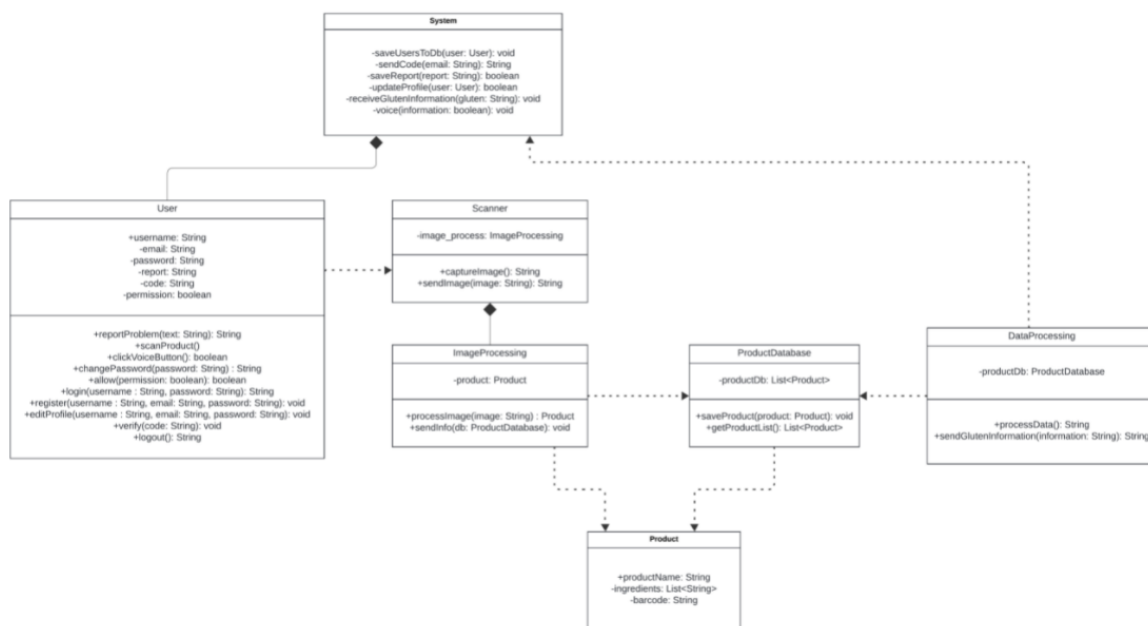 System
-saveUsersToDb(user: User): void
-sendCode(email: String): String
-saveReport(report: String): boolean
-updateProfile(user: User): boolean
-receiveGlutenInformation(gluten: String): void
-voice(information: boolean): void
User
+username: String
-email: String
-password: String
-report: String
-code: String
-permission: boolean
+reportProblem(text: String): String
+scanProduct()
+clickVoiceButton(): boolean
+changePassword(password: String) : String
+allow(permission: boolean): boolean
+login(username : String, password: String): String
+register(username : String, email: String, password: String): void
+editProfile(username : String, email: String, password: String): void
+verify(code: String): void
+logout(): String
Scanner
-image_process: ImageProcessing
+captureImage(): String
+sendImage(image: String): String
ImageProcessing
-product: Product
+processImage(image: String) : Product
+sendInfo(db: ProductDatabase): void
ProductDatabase
-productDb: List<Product>
+saveProduct(product: Product): void
+getProductList(): List<Product>
DataProcessing
-productDb: ProductDatabase
+processData(): String
+sendGlutenInformation(information: String): String
Product
+productName: String
-ingredients: List<String>
-barcode: String